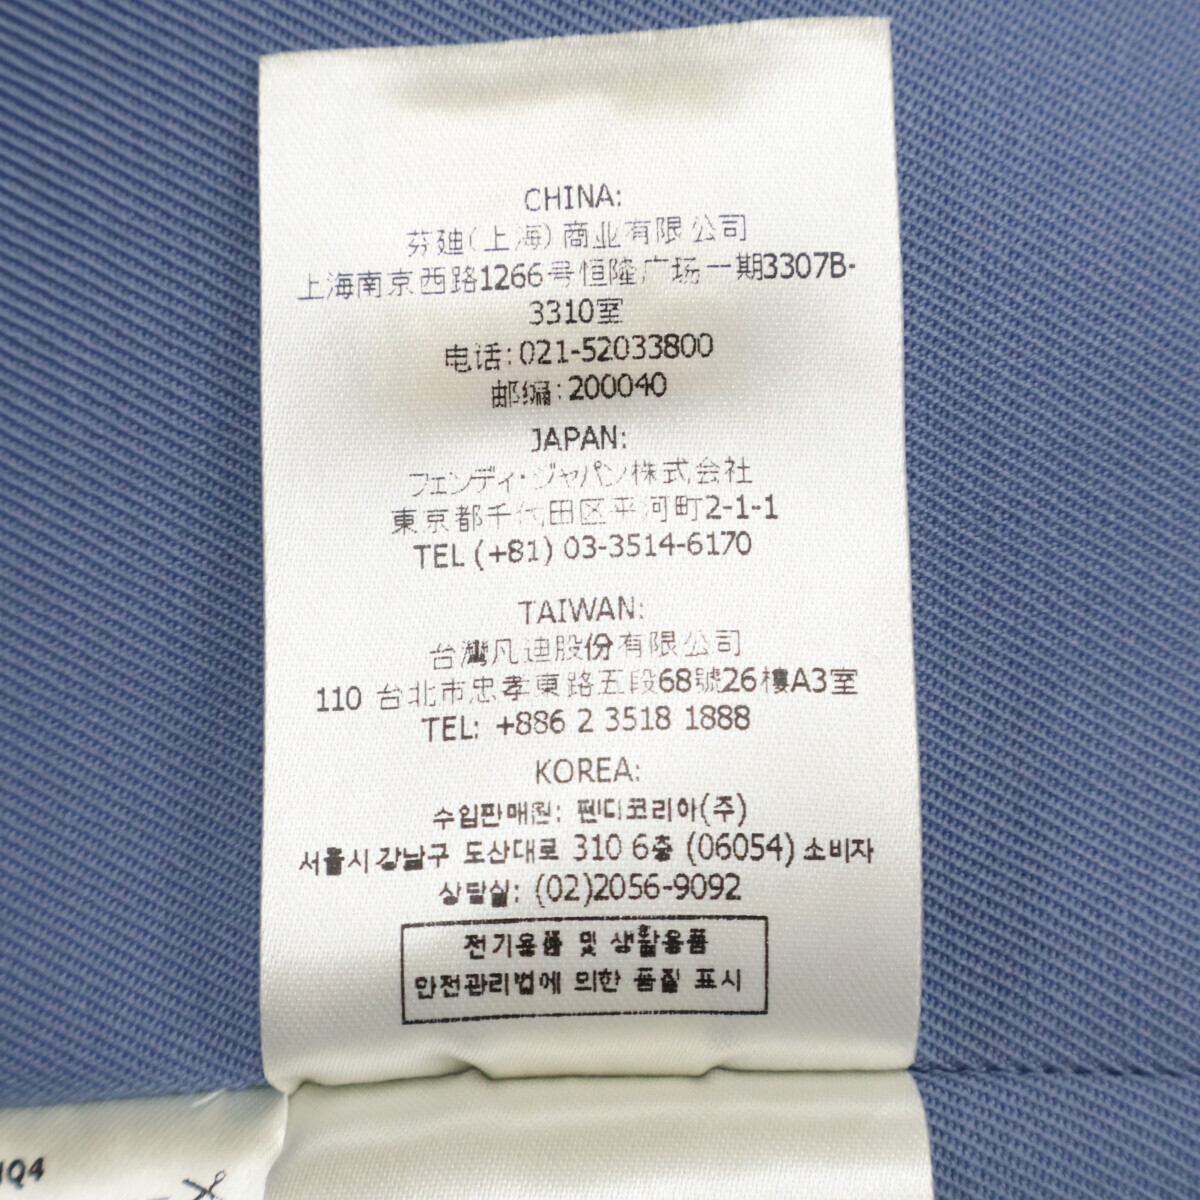 CHINA:
芬廸(上海)商业有限公司
上海南京西路1266号恒隆广场一期3307B-
3310室
电话:021-52033800
邮编:200040
JAPAN:
フェンディ・ジャパン株式会社
東京都千代田区平河町2-1-1
TEL (+81) 03-3514-6170
TAIWAN:
台灣凡迪股份有限公司
110 台北市忠孝東路五段68號26樓A3室
TEL: +886 2 3518 1888
KOREA:
수입판매원: 펜디코리아(주)
서울시 강남구 도산대로 310 6층 (06054) 소비자
상담실: (02)2056-9092
전기용품 및 생활용품
안전관리법에 의한 품질 표시